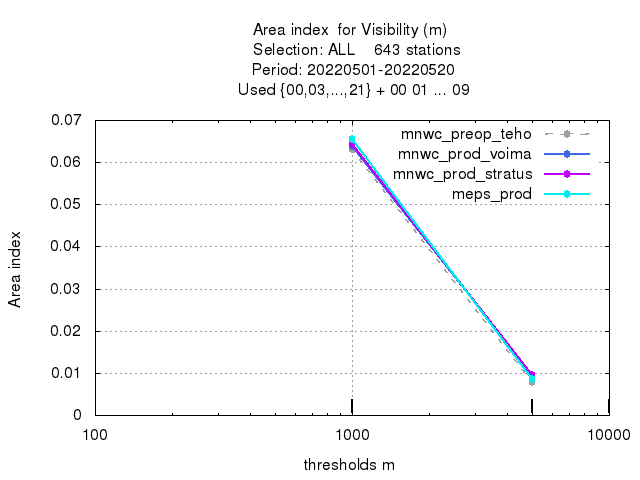 Area index  for Visibility (m)
Selection: ALL    643 stations
Period: 20220501-20220520
Used {00,03,...,21} + 00 01 ... 09
0.07
0.06
0.05
0.04
0.03
0.02
0.01
0
Area index
mnwc_preop_teho
mnwc_prod_voima
mnwc_prod_stratus
meps_prod
100
1000
10000
thresholds m